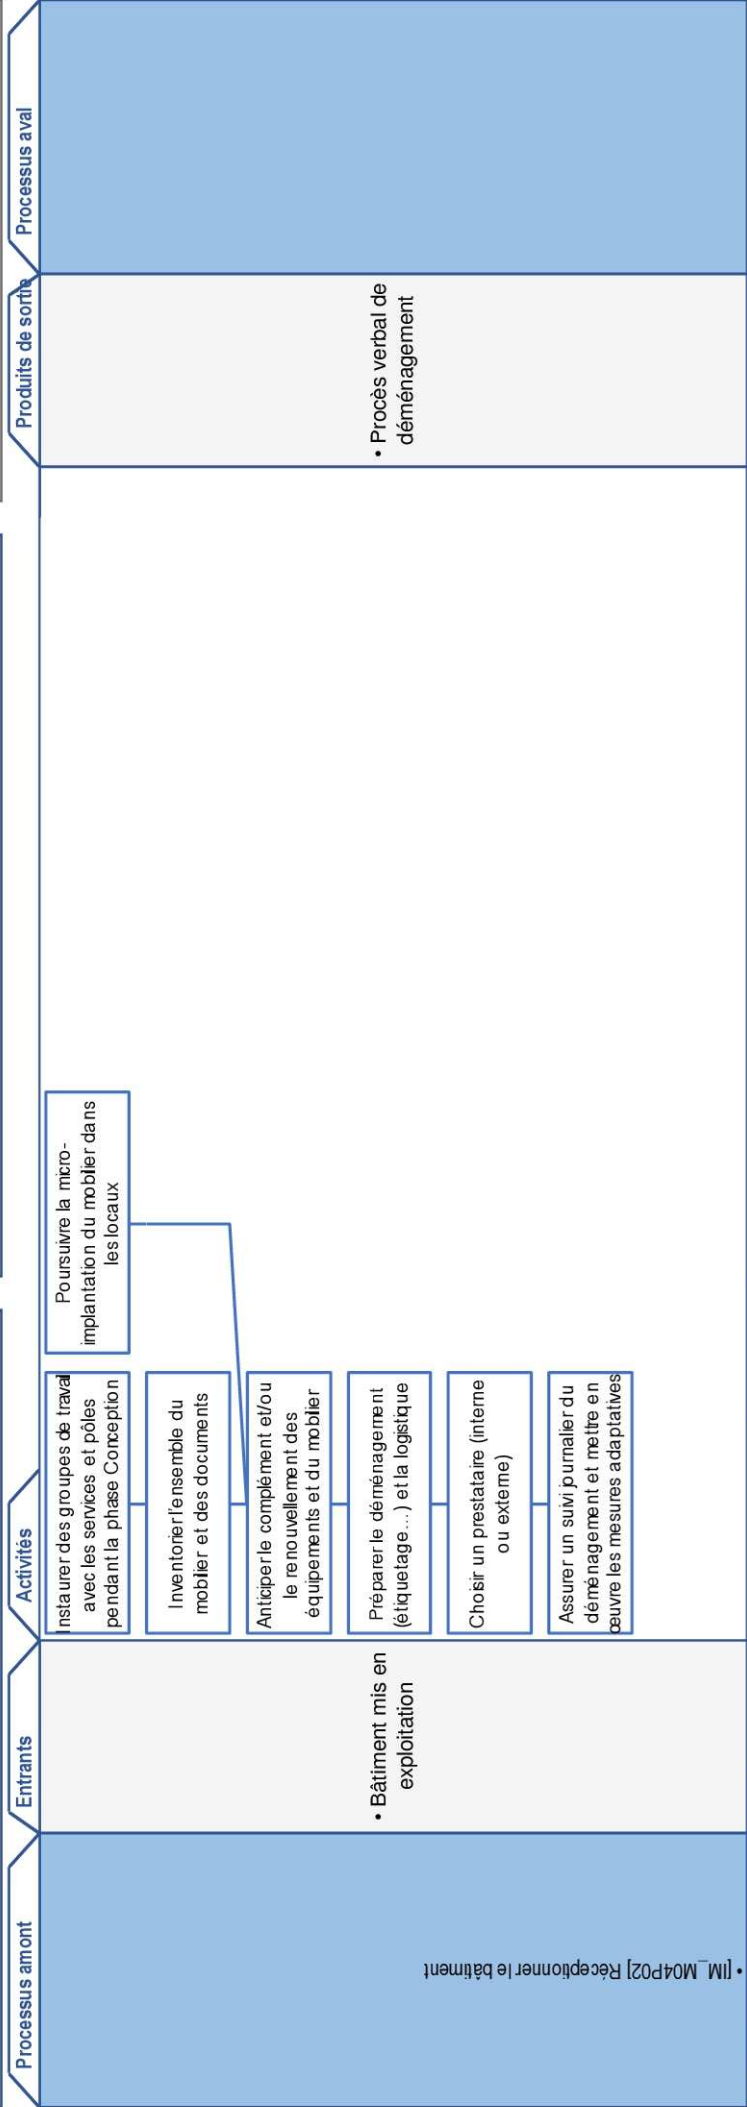 Processus amont
Entrants
Activités
Produits de sortie
Processus aval
• [IM_M04P02] Réceptionner le bâtiment
• Bâtiment mis en
exploitation
Instaurer des groupes de travail
avec les services et pôles
pendant la phase Conception
Poursuivre la micro-
implantation du mobilier dans
les locaux
Inventorier l'ensemble du
mobilier et des documents
Anticiper le complément et/ou
le renouvellement des
équipements et du mobilier
Préparer le déménagement
(étiquetage...) et la logistique
Choisir un prestataire (interne
ou externe)
Assurer un suivi journalier du
déménagement et mettre en
œuvre les mesures adaptatives
• Procès verbal de
déménagement